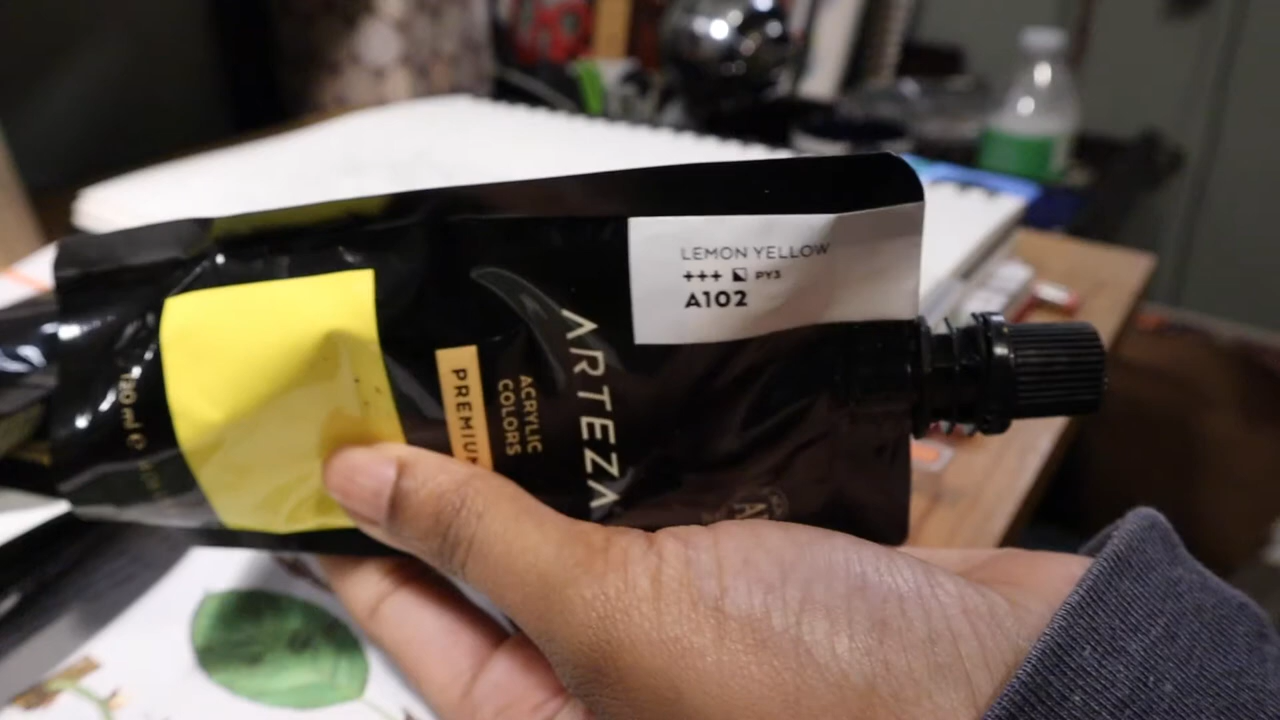 LEMON YELLOW
+++ PY3
A102
ARTEZA
ACRYLIC
COLORS
PREMIUM
120 ml e